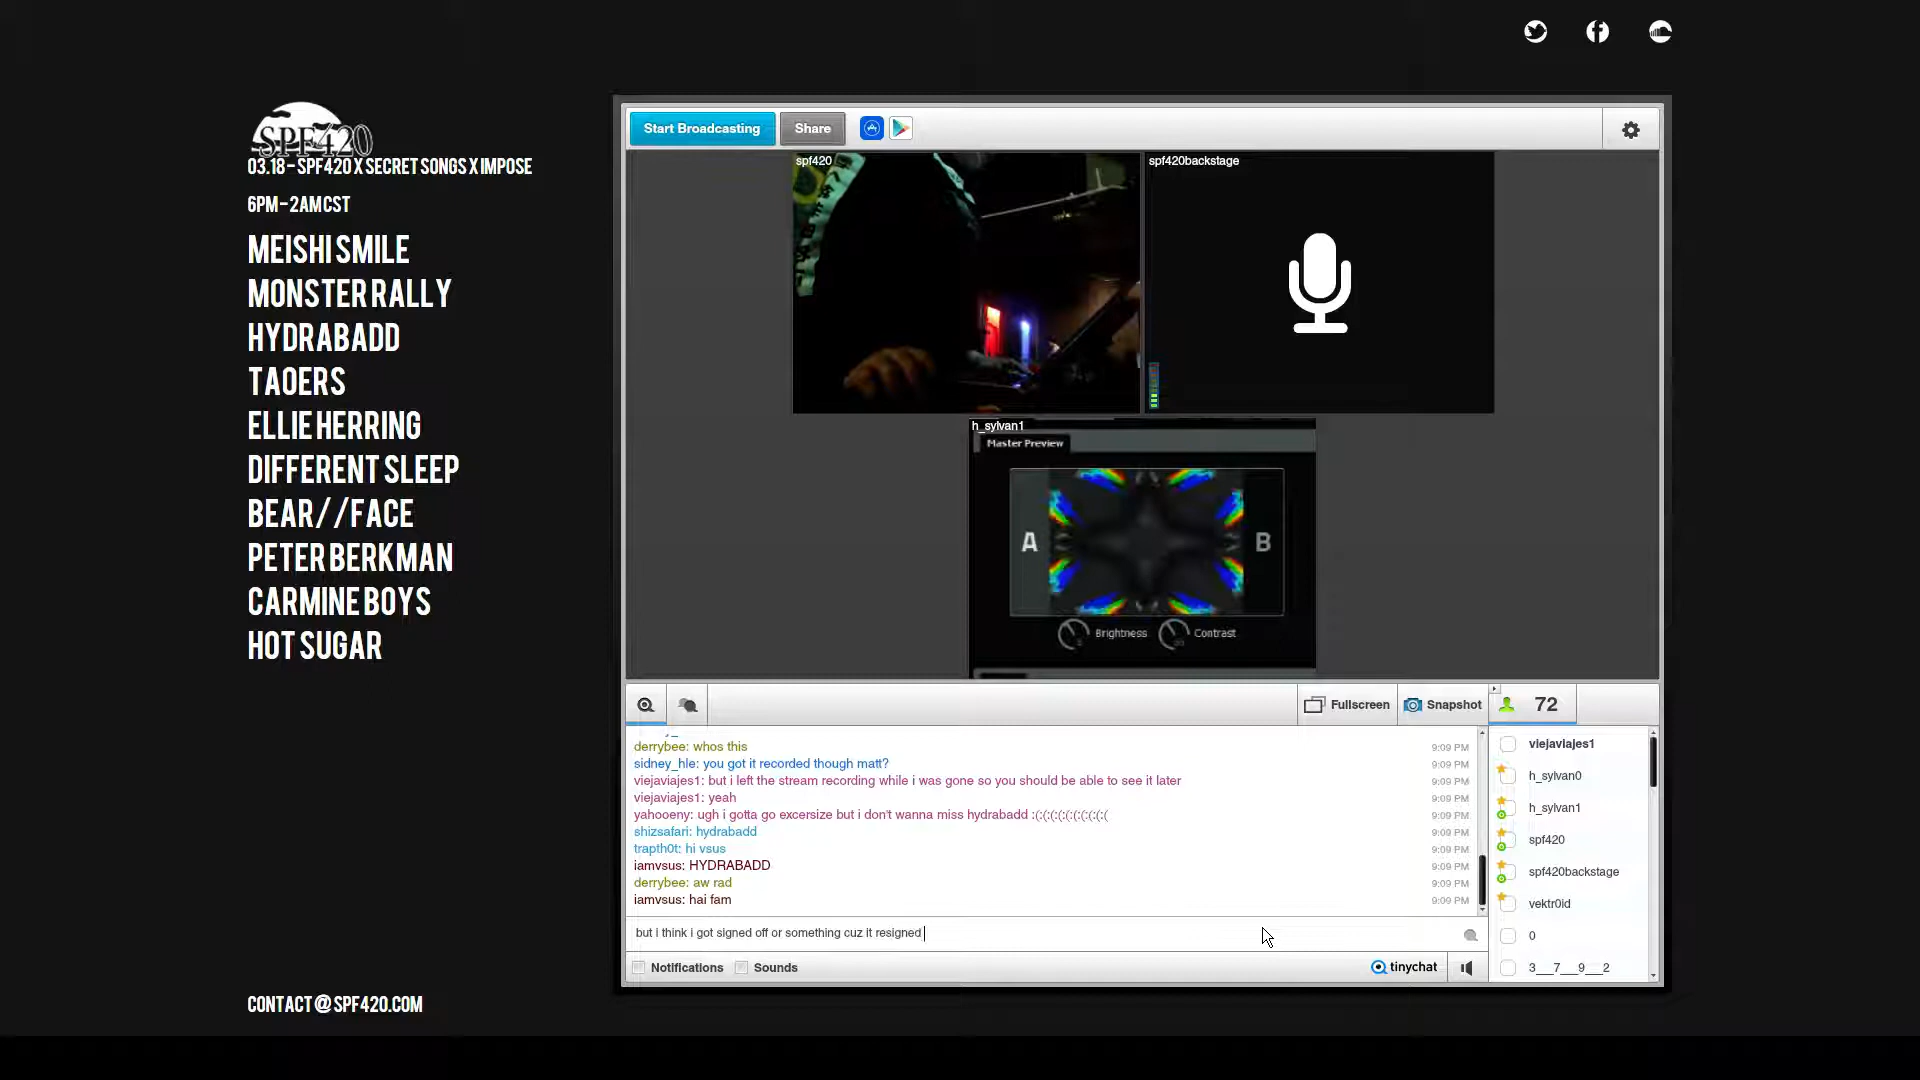 SPF420
03.18 - SPF420 X SECRET SONGS X IMPOSE
6PM - 2AM CST
MEISHI SMILE
MONSTER RALLY
HYDRABADD
TAOERS
ELLIE HERRING
DIFFERENT SLEEP
BEAR//FACE
PETER BERKMAN
CARMINE BOYS
HOT SUGAR
CONTACT@SPF420.COM
Start Broadcasting
Share
spf420
spf420backstage
h_sylvan1
Master Preview
A
B
Brightness
Contrast
Fullscreen
Snapshot
72
derrybee: whos this 9:09 PM
sidney_hle: you got it recorded though matt? 9:09 PM
viejaviajes1: but i left the stream recording while i was gone so you should be able to see it later 9:09 PM
viejaviajes1: yeah 9:09 PM
yahooeny: ugh i gotta go excersize but i don't wanna miss hydrabadd :(:(:(:(:(:(:(:(:( 9:09 PM
shizsafari: hydrabadd 9:09 PM
trapth0t: hi vsus 9:09 PM
iamvsus: HYDRABADD 9:09 PM
derrybee: aw rad 9:09 PM
iamvsus: hai fam 9:09 PM
but i think i got signed off or something cuz it resigned
Notifications
Sounds
tinychat
viejaviajes1
h_sylvan0
h_sylvan1
spf420
spf420backstage
vektr0id
0
3__7__9__2